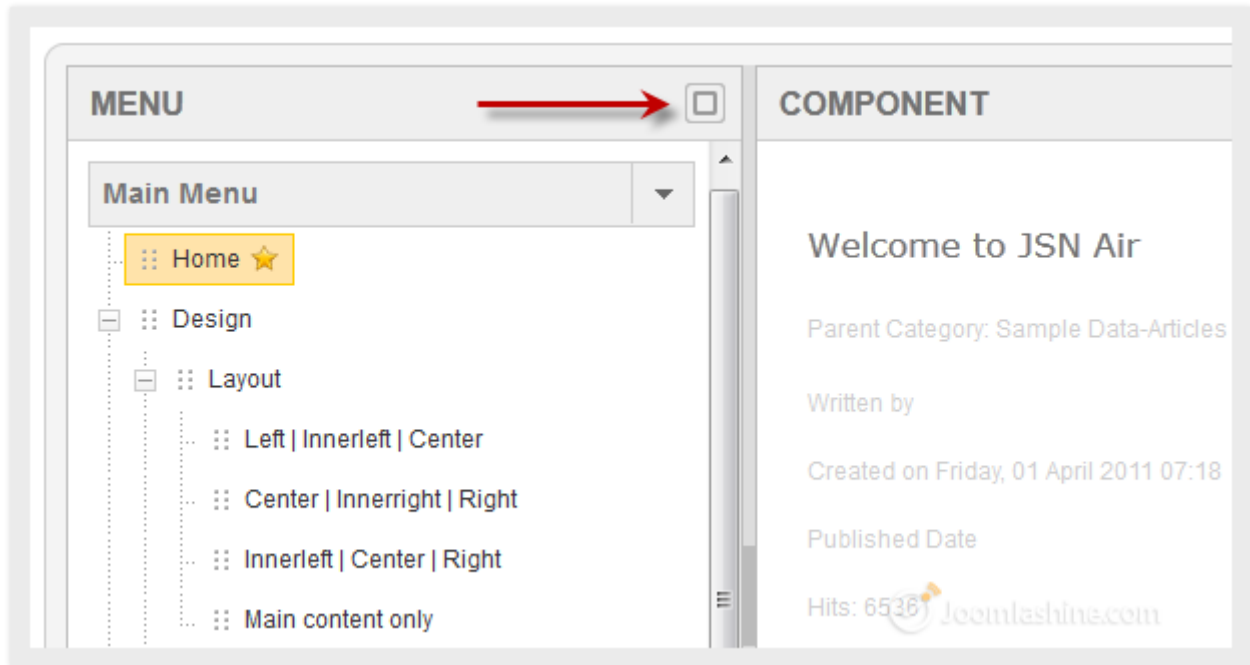 MENU
Main Menu
Home
Design
Layout
Left | Innerleft | Center
Center | Innerright | Right
Innerleft | Center | Right
Main content only
COMPONENT
Welcome to JSN Air
Parent Category: Sample Data-Articles
Written by
Created on Friday, 01 April 2011 07:18
Published Date
Hits: 6536
Joomlashine.com